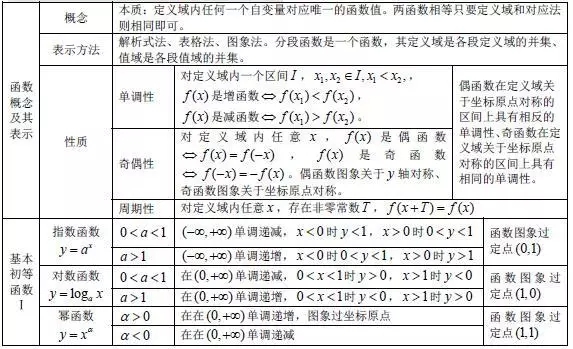 函数概念及其表示
概念
本质：定义域内任何一个自变量对应唯一的函数值。两函数相等只要定义域和对应法
则相同即可。
表示方法
解析式法、表格法、图象法。分段函数是一个函数，其定义域是各段定义域的并集、
值域是各段值域的并集。
性质
单调性
对定义域内一个区间 I，x₁,x₂∈I,x₁<x₂,，
f(x)是增函数⇔f(x₁)<f(x₂)，
f(x)是减函数⇔f(x₁)>f(x₂)。
偶函数在定义域关
于坐标原点对称的
区间上具有相反的
单调性、奇函数在定
义域关于坐标原点
对称的区间上具有
相同的单调性。
奇偶性
对定义域内任意 x，f(x)是偶函数
⇔f(x)=f(-x)，f(x)是奇函数
⇔f(-x)=-f(x)。偶函数图象关于 y 轴对称、
奇函数图象关于坐标原点对称。
周期性
对定义域内任意x，存在非零常数T，f(x+T)=f(x)
基本初等函数Ⅰ
指数函数
y=aˣ
0<a<1
(-∞,+∞)单调递减，x<0时y<1，x>0时0<y<1
函数图象过
定点(0,1)
a>1
(-∞,+∞)单调递增，x<0时0<y<1，x>0时y>1
对数函数
y=logₐx
0<a<1
在(0,+∞)单调递减，0<x<1时y>0，x>1时y<0
函数图象过
定点(1,0)
a>1
在(0,+∞)单调递增，0<x<1时y<0，x>1时y>0
幂函数
y=x^α
α>0
在在(0,+∞)单调递增，图象过坐标原点
函数图象过
定点(1,1)
α<0
在在(0,+∞)单调递减